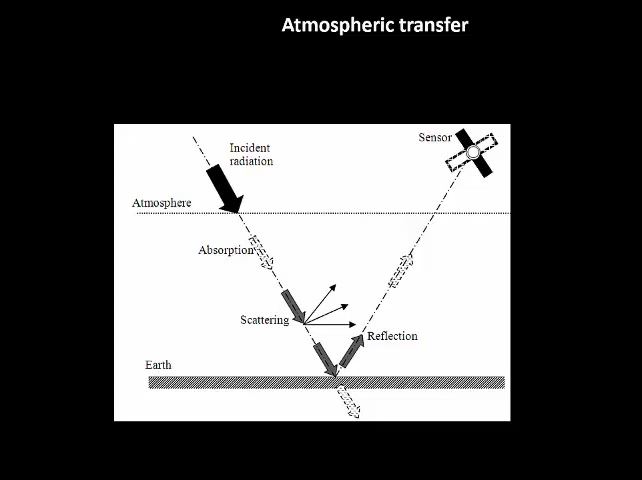 Atmospheric transfer
Sensor
Incident
radiation
Atmosphere
Absorption
Scattering
Reflection
Earth